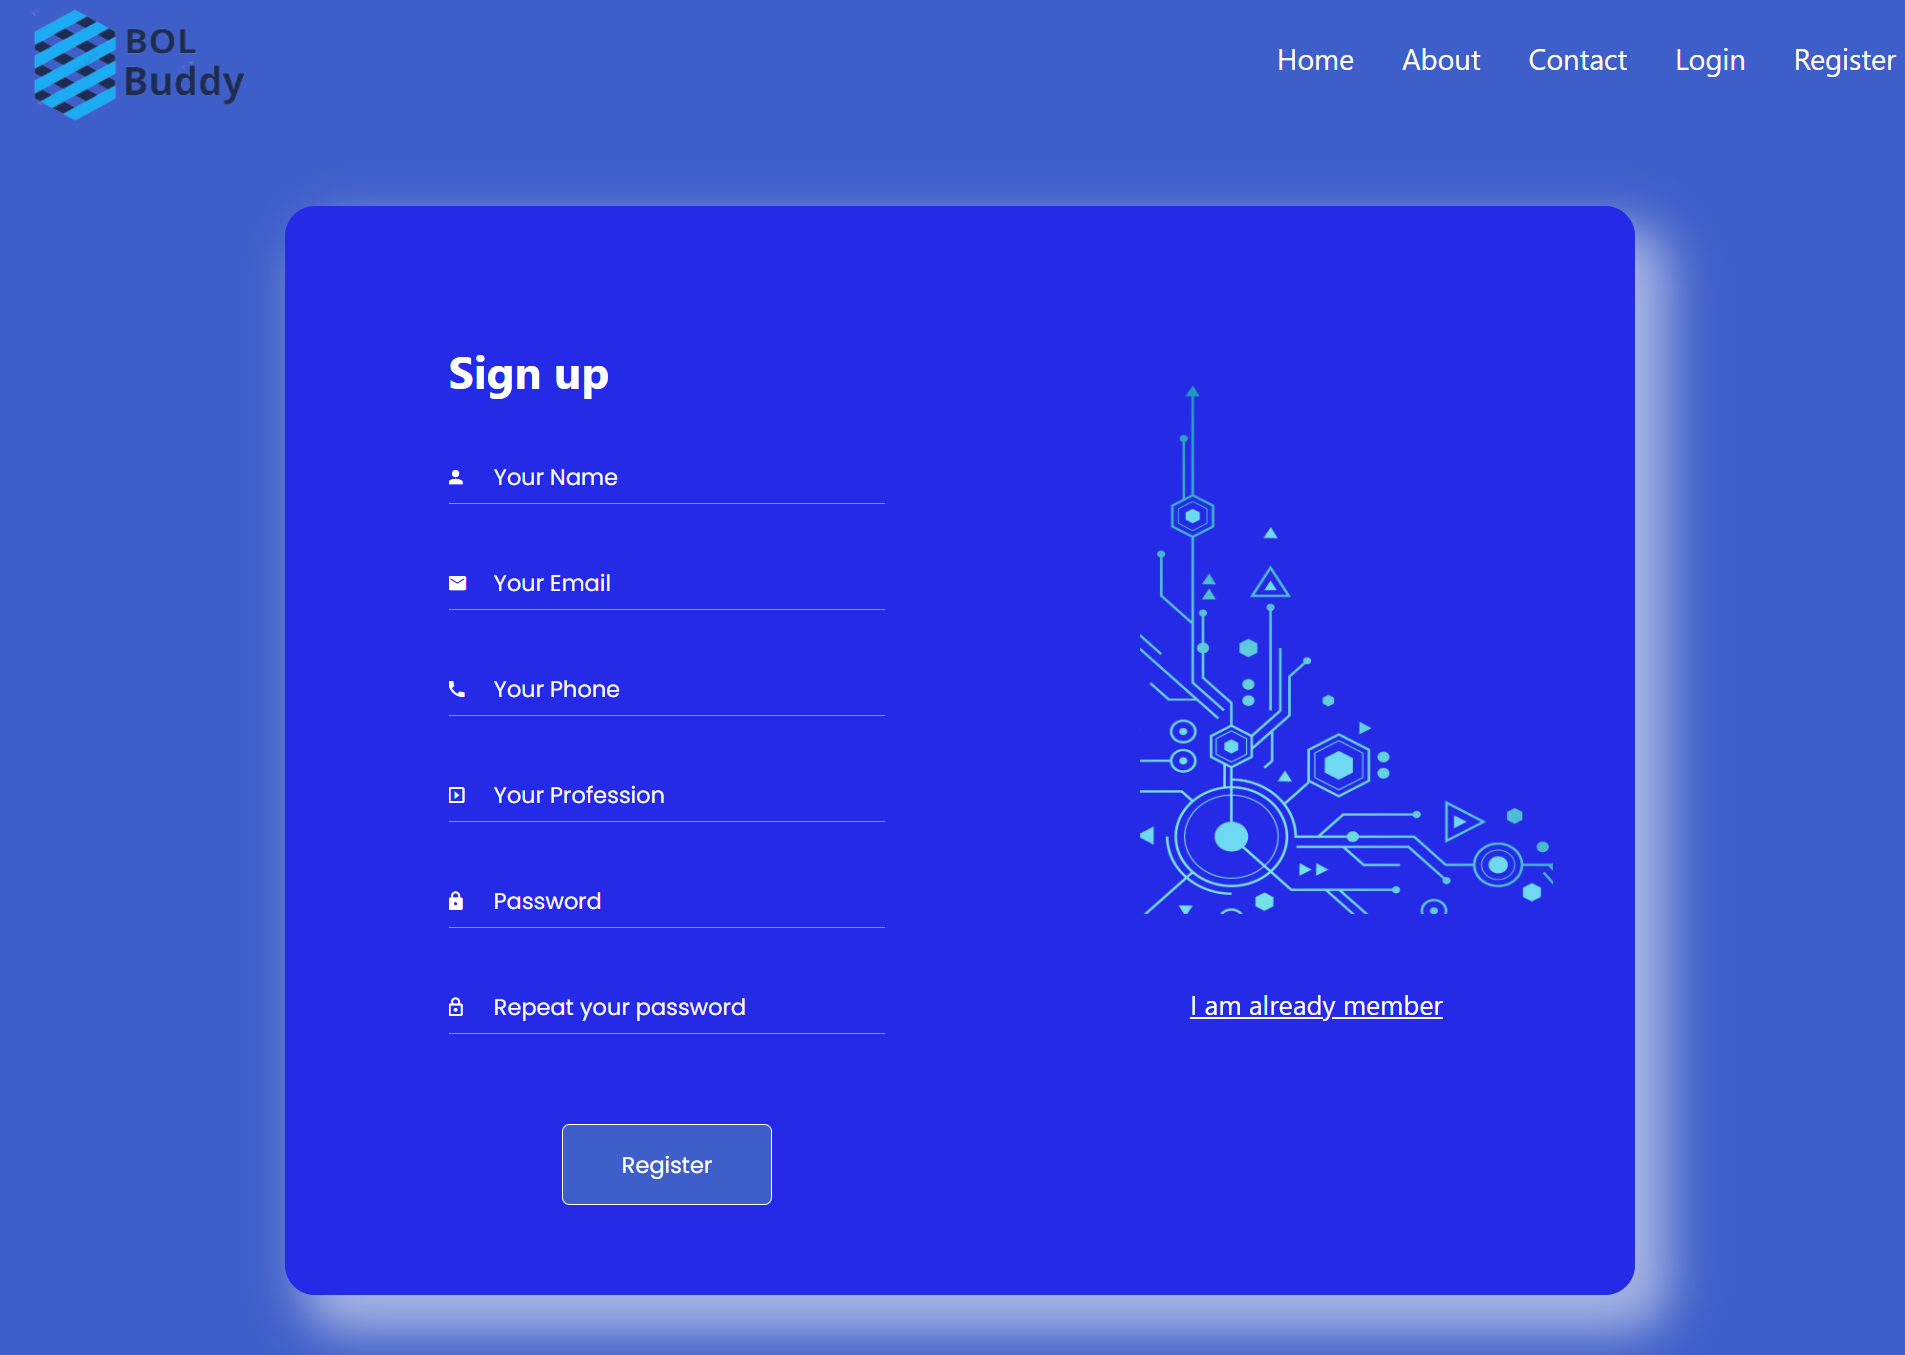 BOL
Buddy
Home About Contact Login Register
Sign up
Your Name
Your Email
Your Phone
Your Profession
Password
Repeat your password
I am already member
Register